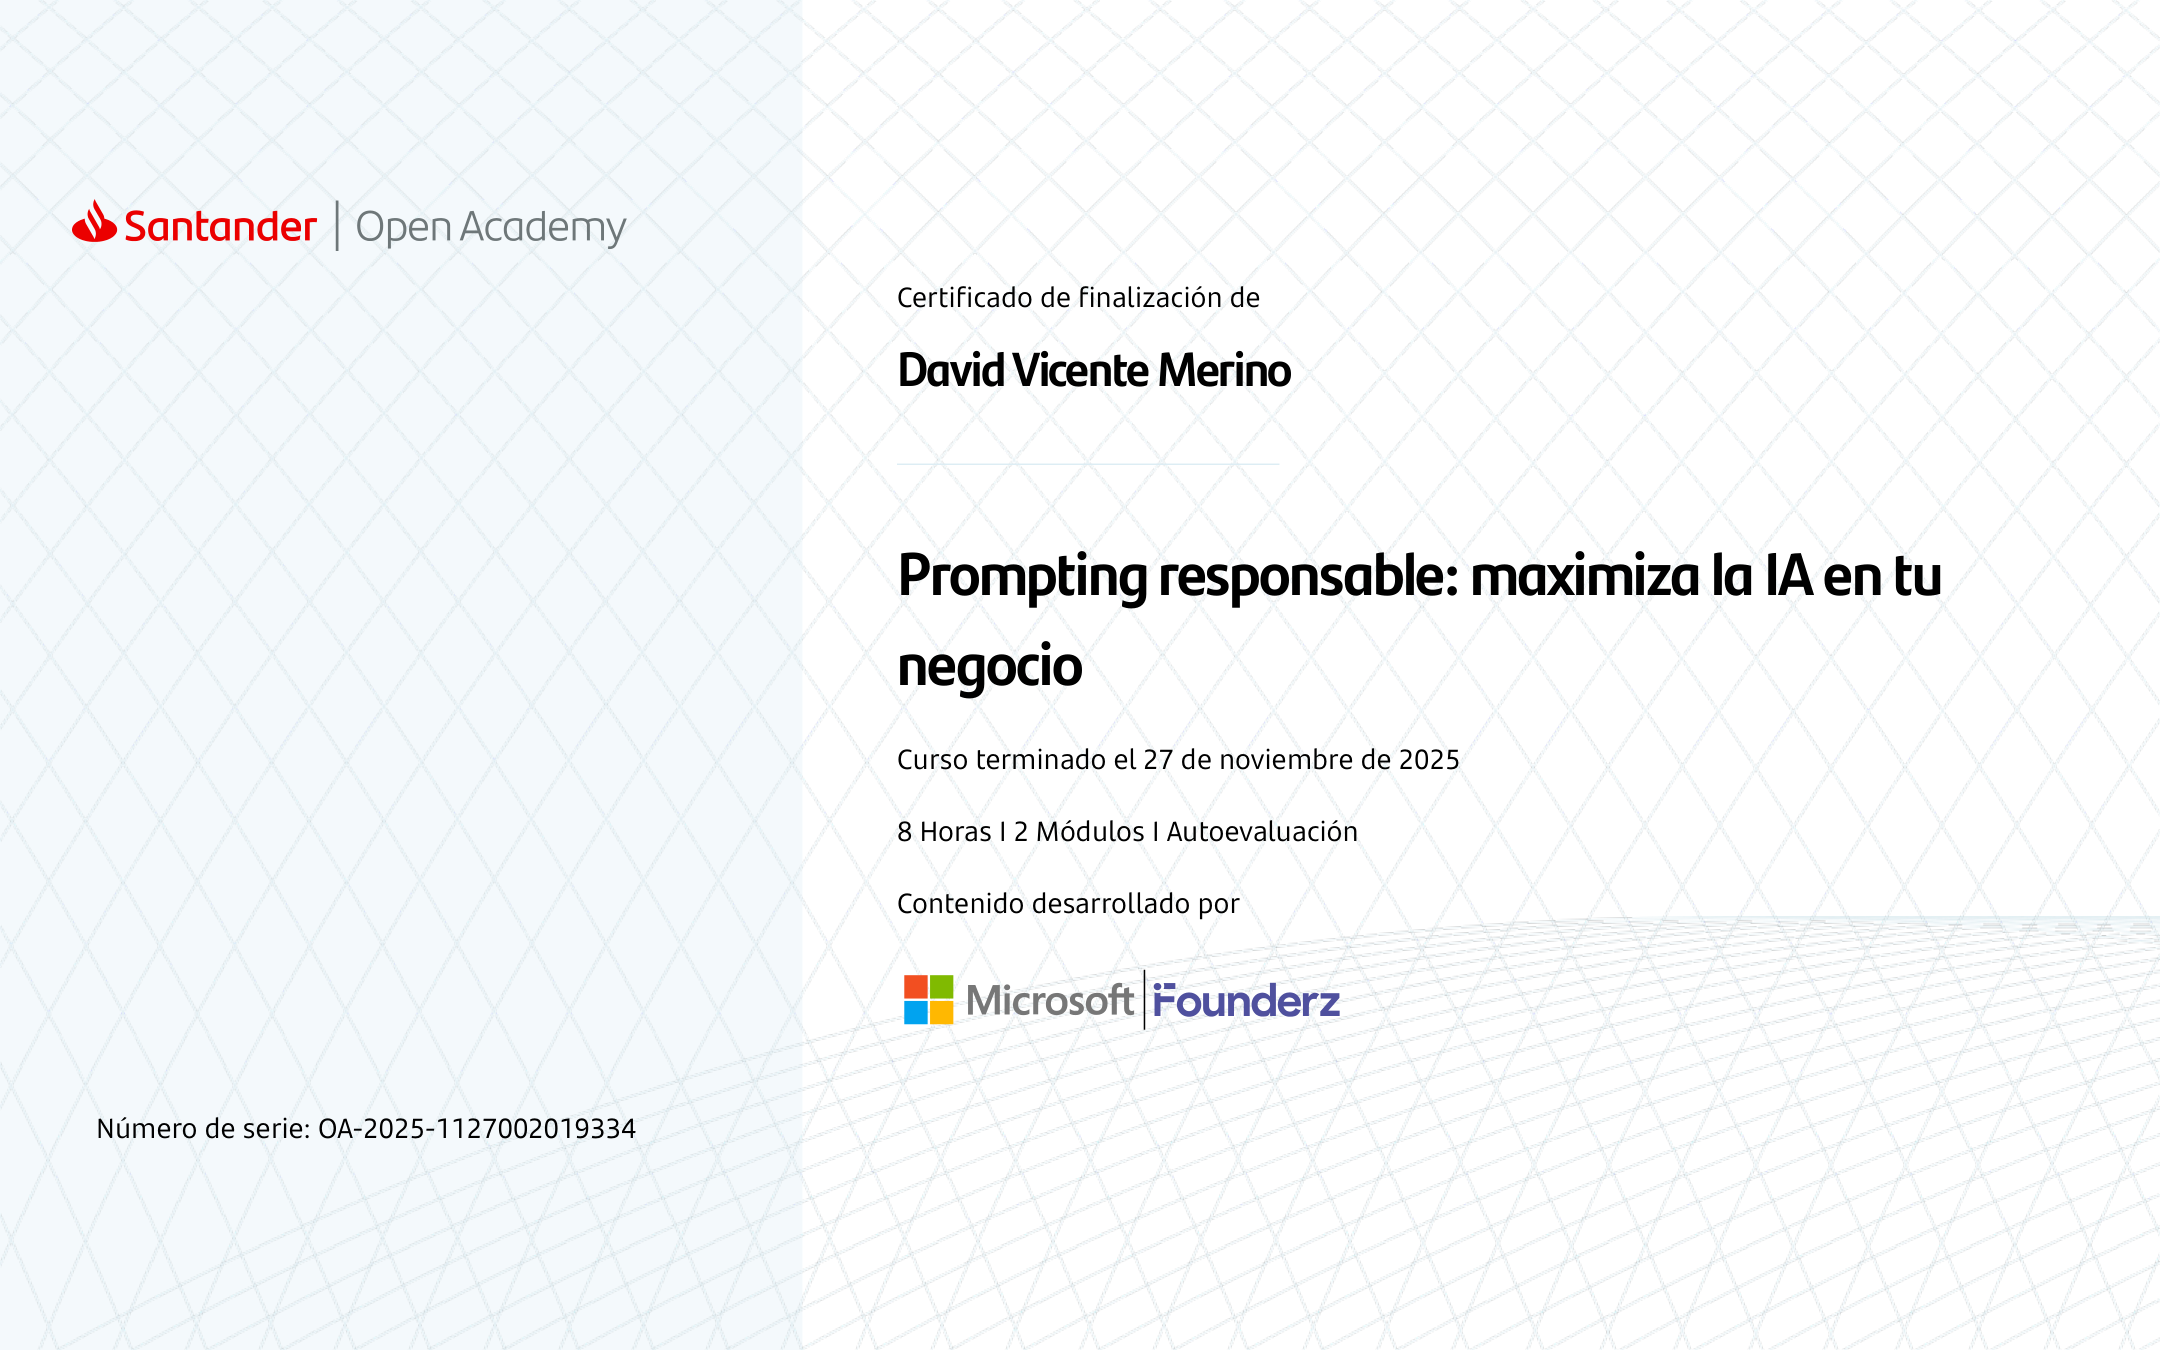 Santander | Open Academy
Certificado de finalización de
David Vicente Merino
Prompting responsable: maximiza la IA en tu
negocio
Curso terminado el 27 de noviembre de 2025
8 Horas I 2 Módulos I Autoevaluación
Contenido desarrollado por
Microsoft | Founderz
Número de serie: OA-2025-1127002019334